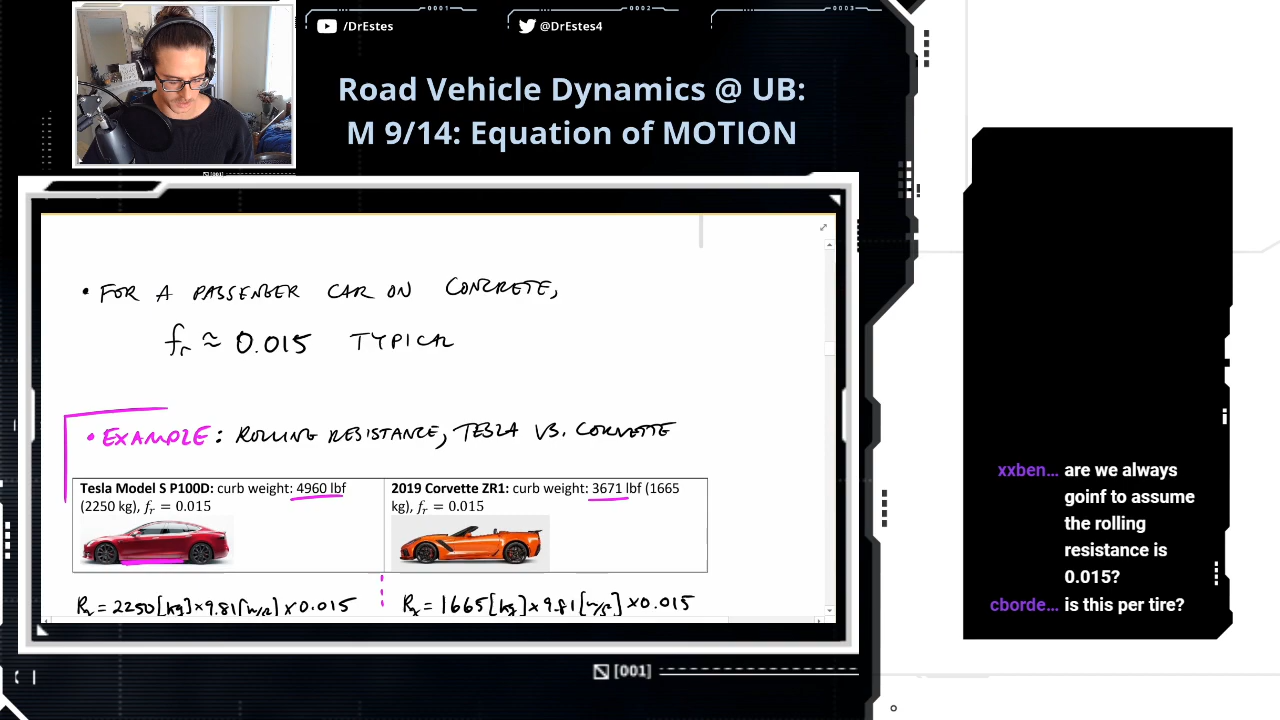 0001
0002
0003
/DrEstes
@DrEstes4
Road Vehicle Dynamics @ UB:
M 9/14: Equation of MOTION
[001]
• FOR A PASSENGER CAR ON CONCRETE,
fr ≈ 0.015 TYPICAL
• EXAMPLE: ROLLING RESISTANCE, TESLA VS. CORVETTE
Tesla Model S P100D: curb weight: 4960 lbf
(2250 kg), fr = 0.015
2019 Corvette ZR1: curb weight: 3671 lbf (1665
kg), fr = 0.015
Rx = 2250[kg]×9.81[m/s²]×0.015
Rx = 1665[kg]×9.81[m/s²]×0.015
xxben... are we always
goinf to assume
the rolling
resistance is
0.015?
cborde... is this per tire?
[001]